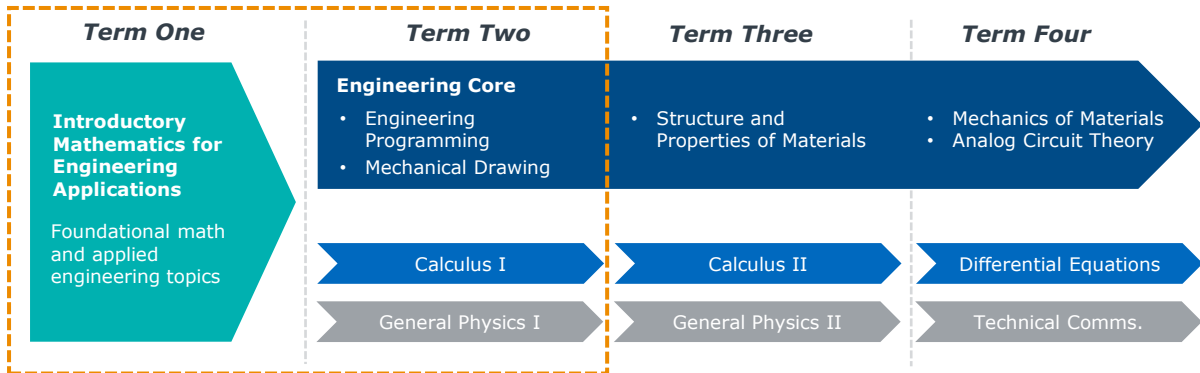 Term One
Term Two
Term Three
Term Four
Introductory
Mathematics for
Engineering
Applications
Foundational math
and applied
engineering topics
Engineering Core
• Engineering
Programming
• Mechanical Drawing
• Structure and
Properties of Materials
• Mechanics of Materials
• Analog Circuit Theory
Calculus I
Calculus II
Differential Equations
General Physics I
General Physics II
Technical Comms.